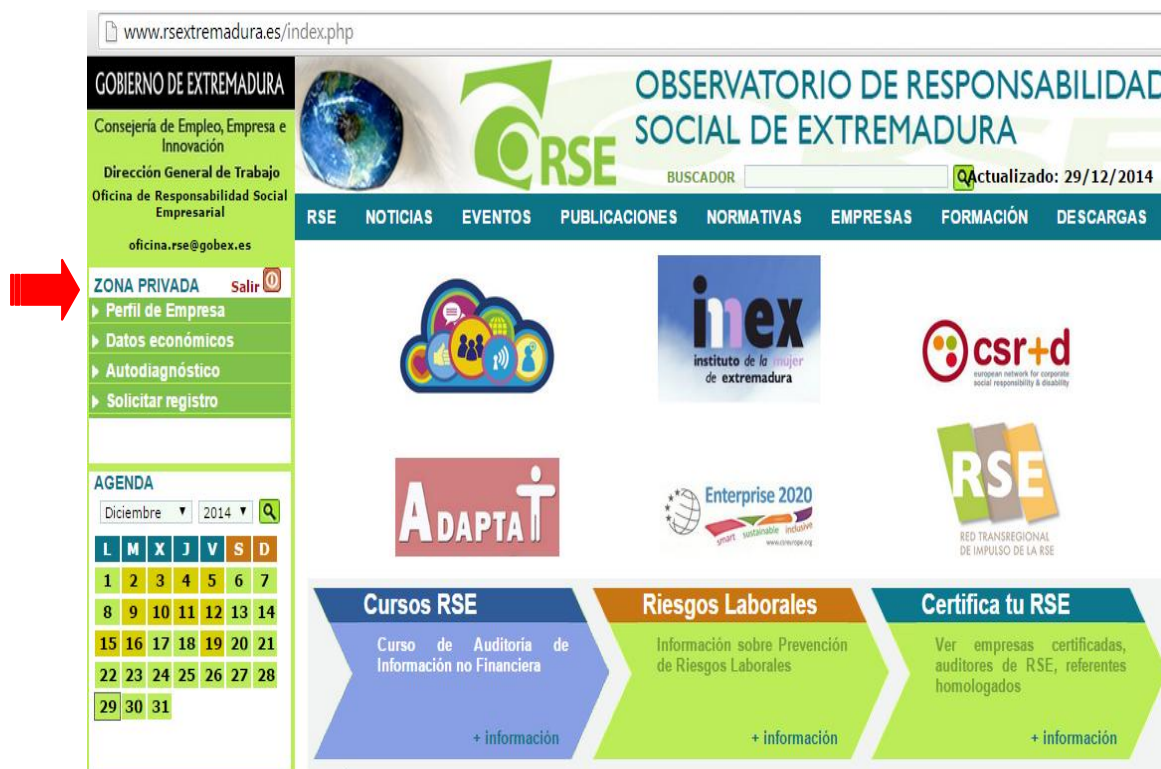 www.rsextremadura.es/index.php
GOBIERNO DE EXTREMADURA
Consejería de Empleo, Empresa e
Innovación
Dirección General de Trabajo
Oficina de Responsabilidad Social
Empresarial
oficina.rse@gobex.es
ORSE
OBSERVATORIO DE RESPONSABILIDAD
SOCIAL DE EXTREMADURA
BUSCADOR
Actualizado: 29/12/2014
RSE NOTICIAS EVENTOS PUBLICACIONES NORMATIVAS EMPRESAS FORMACIÓN DESCARGAS
ZONA PRIVADA Salir
Perfil de Empresa
Datos económicos
Autodiagnóstico
Solicitar registro
imex
instituto de la mujer
de extremadura
csr+d
european network for corporate
social responsibility & disability
ADAPTAT
Enterprise 2020
smart sustainable inclusive
www.csreurope.org
RSE
RED TRANSREGIONAL
DE IMPULSO DE LA RSE
AGENDA
Diciembre 2014
L M X J V S D
1 2 3 4 5 6 7
8 9 10 11 12 13 14
15 16 17 18 19 20 21
22 23 24 25 26 27 28
29 30 31
Cursos RSE
Curso de Auditoría de
Información no Financiera
+ información
Riesgos Laborales
Información sobre Prevención
de Riesgos Laborales
+ información
Certifica tu RSE
Ver empresas certificadas,
auditores de RSE, referentes
homologados
+ información